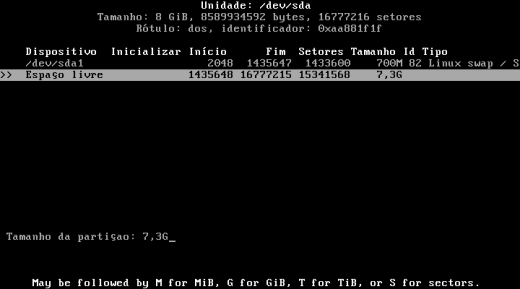 Unidade: /dev/sda
Tamanho: 8 GiB, 8589934592 bytes, 16777216 setores
Rótulo: dos, identificador: 0xaa881f1f
Dispositivo Inicializar Início Fim Setores Tamanho Id Tipo
/dev/sda1 2048 1435647 1433600 700M 82 Linux swap / S
>> Espaço livre 1435648 16777215 15341568 7,3G
Tamanho da partiçao: 7,3G_
May be followed by M for MiB, G for GiB, T for TiB, or S for sectors.